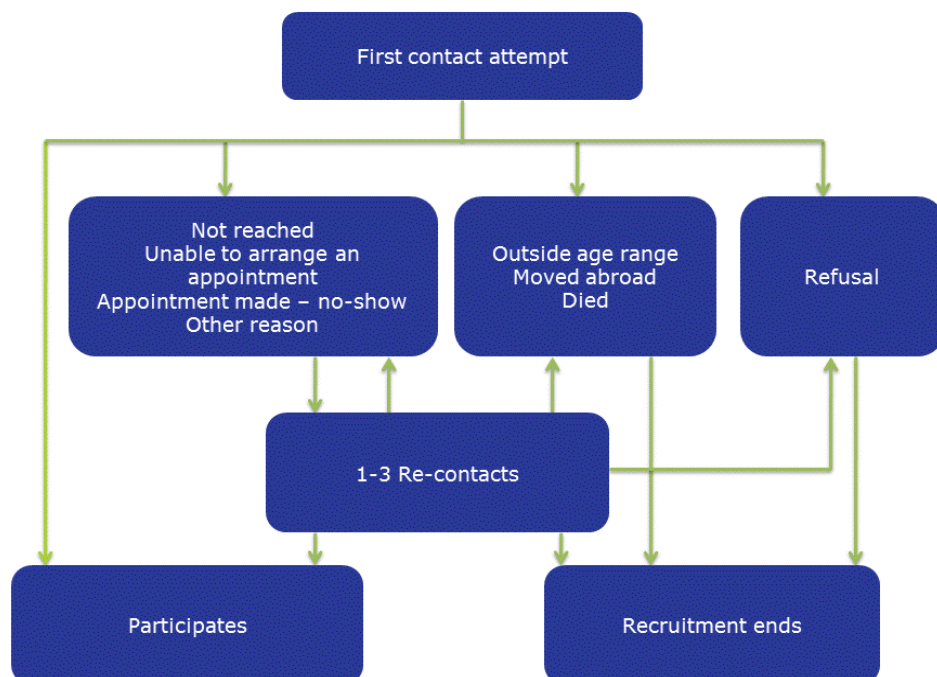 First contact attempt
Not reached
Unable to arrange an
appointment
Appointment made – no-show
Other reason
Outside age range
Moved abroad
Died
Refusal
1-3 Re-contacts
Participates
Recruitment ends